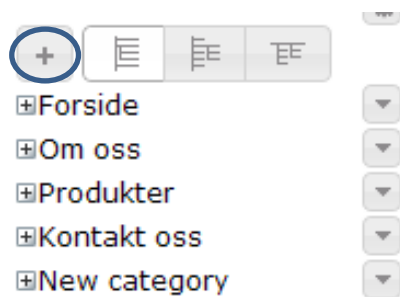 Forside
Om oss
Produkter
Kontakt oss
New category